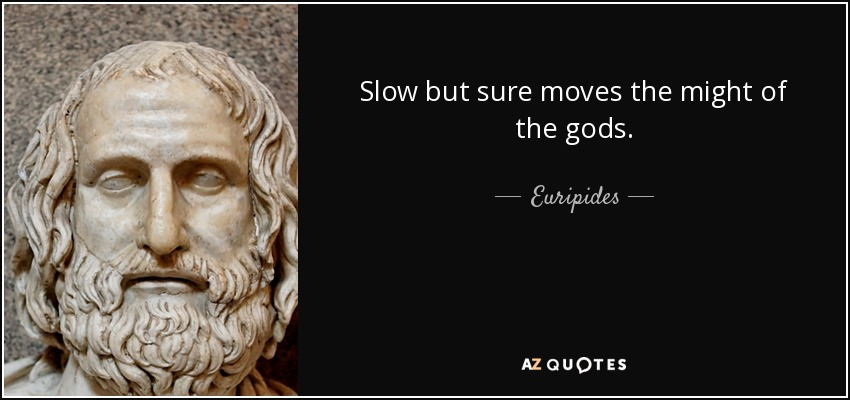 Slow but sure moves the might of
the gods.
Euripides
AZ QUOTES